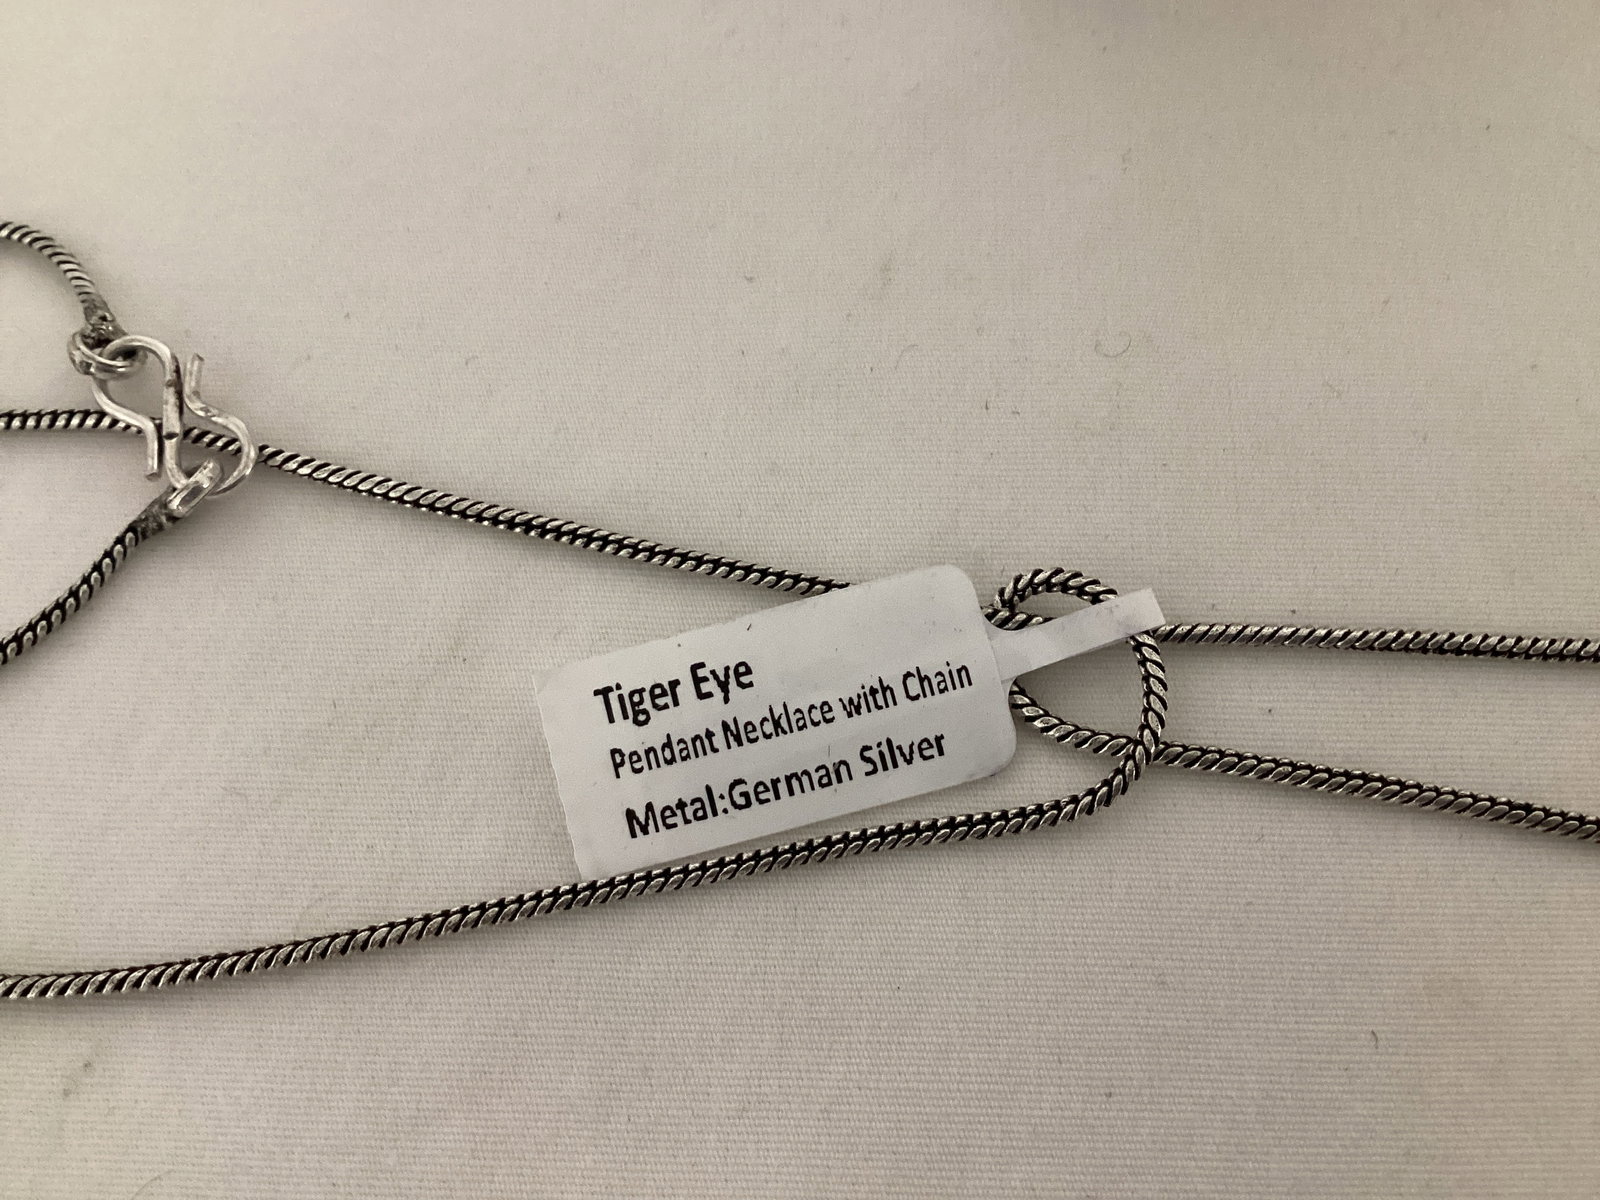 Tiger Eye
Pendant Necklace with Chain
Metal:German Silver